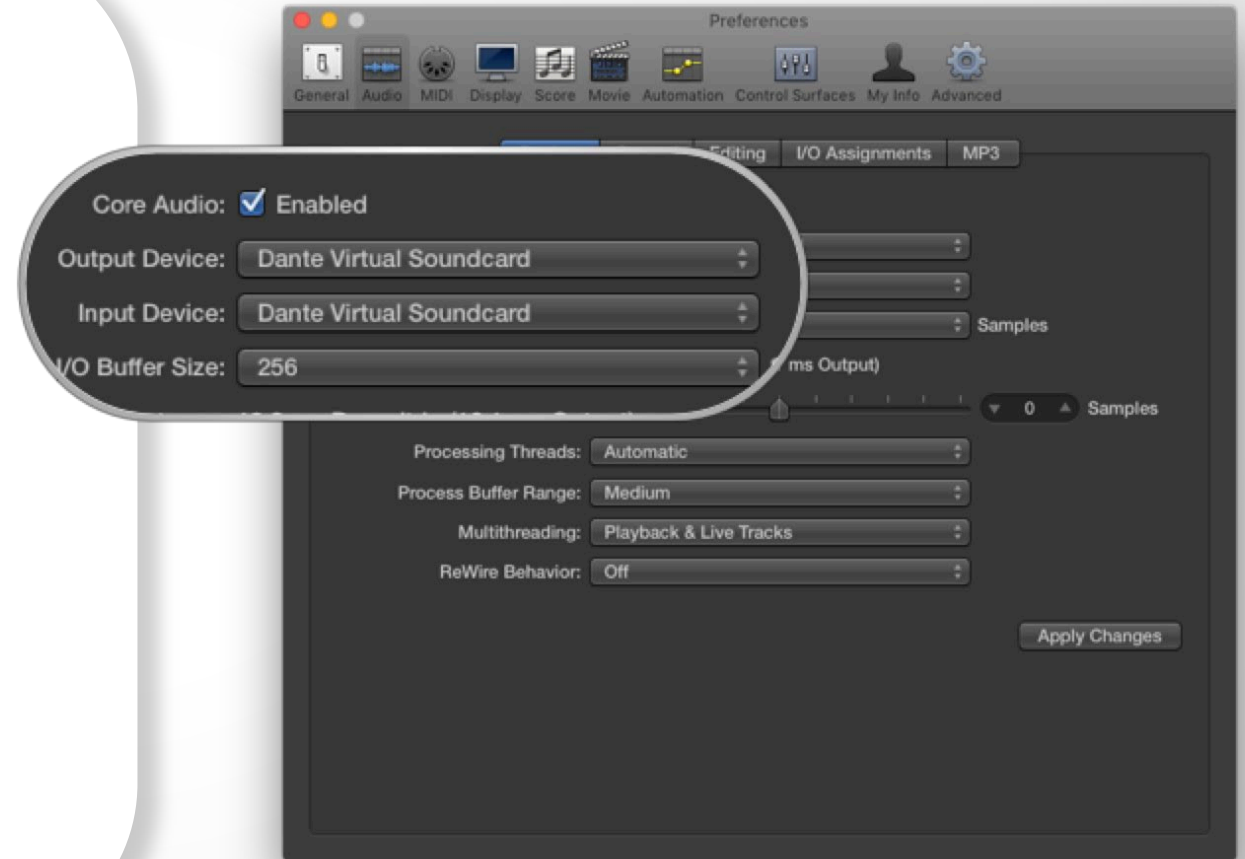 Preferences
General Audio MIDI Display Score Movie Automation Control Surfaces My Info Advanced
Editing I/O Assignments MP3
Core Audio: Enabled
Output Device: Dante Virtual Soundcard
Input Device: Dante Virtual Soundcard
I/O Buffer Size: 256
Samples
ms Output)
0 Samples
Processing Threads: Automatic
Process Buffer Range: Medium
Multithreading: Playback & Live Tracks
ReWire Behavior: Off
Apply Changes